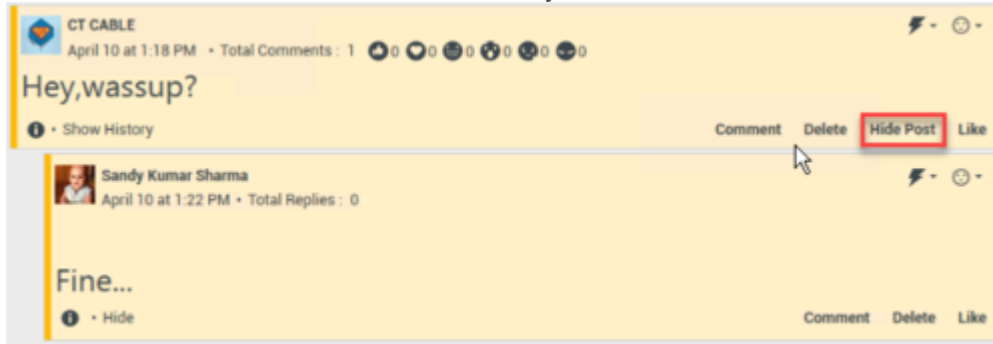 CT CABLE
April 10 at 1:18 PM • Total Comments : 1 0 0 0 0 0 0
Hey,wassup?
• Show History Comment Delete Hide Post Like
Sandy Kumar Sharma
April 10 at 1:22 PM • Total Replies : 0
Fine...
• Hide Comment Delete Like